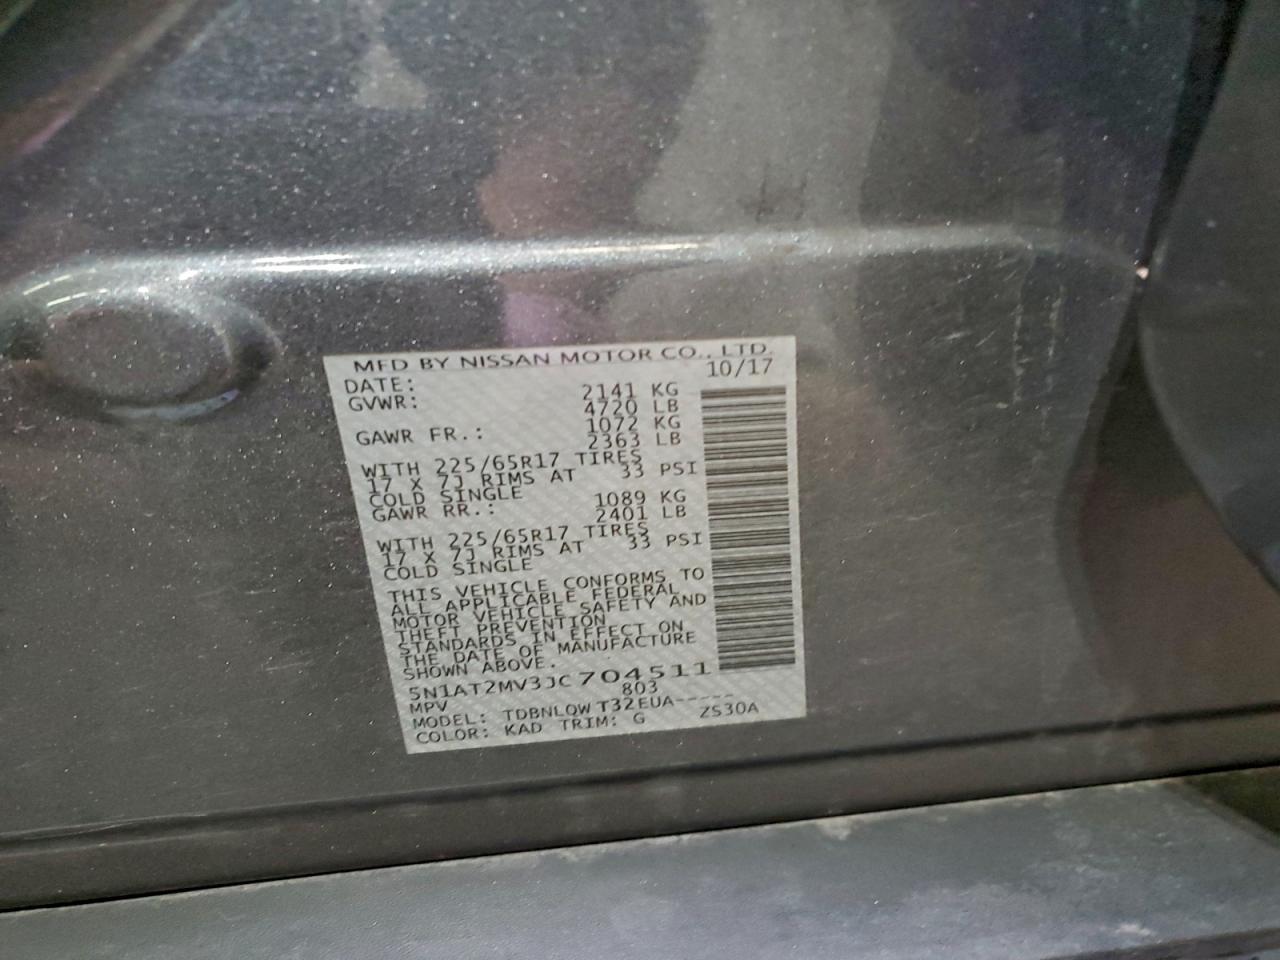 MFD BY NISSAN MOTOR CO., LTD.
DATE: 10/17
GVWR: 2141 KG
4720 LB
GAWR FR.: 1072 KG
2363 LB
WITH 225/65R17 TIRES
17 X 7J RIMS AT 33 PSI
COLD SINGLE
GAWR RR.: 1089 KG
2401 LB
WITH 225/65R17 TIRES
17 X 7J RIMS AT 33 PSI
COLD SINGLE
THIS VEHICLE CONFORMS TO
ALL APPLICABLE FEDERAL
MOTOR VEHICLE SAFETY AND
THEFT PREVENTION
STANDARDS IN EFFECT ON
THE DATE OF MANUFACTURE
SHOWN ABOVE.
5N1AT2MV3JC704511
MPV 803
MODEL: TDBNLQW T32EUA-----
COLOR: KAD TRIM: G ZS30A